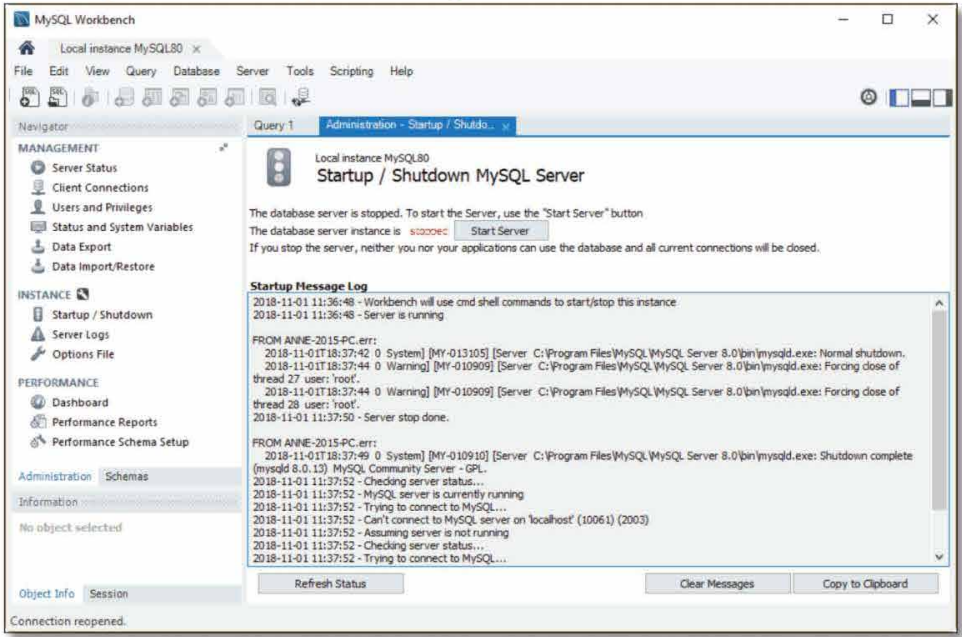 MySQL Workbench
Local instance MySQL80 ×
File Edit View Query Database Server Tools Scripting Help
Navigator
MANAGEMENT
Server Status
Client Connections
Users and Privileges
Status and System Variables
Data Export
Data Import/Restore
INSTANCE
Startup / Shutdown
Server Logs
Options File
PERFORMANCE
Dashboard
Performance Reports
Performance Schema Setup
Administration Schemas
Information
No object selected
Object Info Session
Query 1 Administration - Startup / Shutdo... ×
Local instance MySQL80
Startup / Shutdown MySQL Server
The database server is stopped. To start the Server, use the "Start Server" button
The database server instance is stopped Start Server
If you stop the server, neither you nor your applications can use the database and all current connections will be closed.
Startup Message Log
2018-11-01 11:36:48 - Workbench will use cmd shell commands to start/stop this instance
2018-11-01 11:36:48 - Server is running
FROM ANNE-2015-PC.err:
2018-11-01T18:37:42 0 System] [MY-013105] [Server C:\Program Files\MySQL\MySQL Server 8.0\bin\mysqld.exe: Normal shutdown.
2018-11-01T18:37:44 0 Warning] [MY-010909] [Server C:\Program Files\MySQL\MySQL Server 8.0\bin\mysqld.exe: Forcing close of
thread 27 user: 'root'.
2018-11-01T18:37:44 0 Warning] [MY-010909] [Server C:\Program Files\MySQL\MySQL Server 8.0\bin\mysqld.exe: Forcing close of
thread 28 user: 'root'.
2018-11-01 11:37:50 - Server stop done.
FROM ANNE-2015-PC.err:
2018-11-01T18:37:49 0 System] [MY-010910] [Server C:\Program Files\MySQL\MySQL Server 8.0\bin\mysqld.exe: Shutdown complete
(mysqld 8.0.13) MySQL Community Server - GPL.
2018-11-01 11:37:52 - Checking server status...
2018-11-01 11:37:52 - MySQL server is currently running
2018-11-01 11:37:52 - Trying to connect to MySQL...
2018-11-01 11:37:52 - Can't connect to MySQL server on 'localhost' (10061) (2003)
2018-11-01 11:37:52 - Assuming server is not running
2018-11-01 11:37:52 - Checking server status...
2018-11-01 11:37:52 - Trying to connect to MySQL...
Refresh Status Clear Messages Copy to Clipboard
Connection reopened.